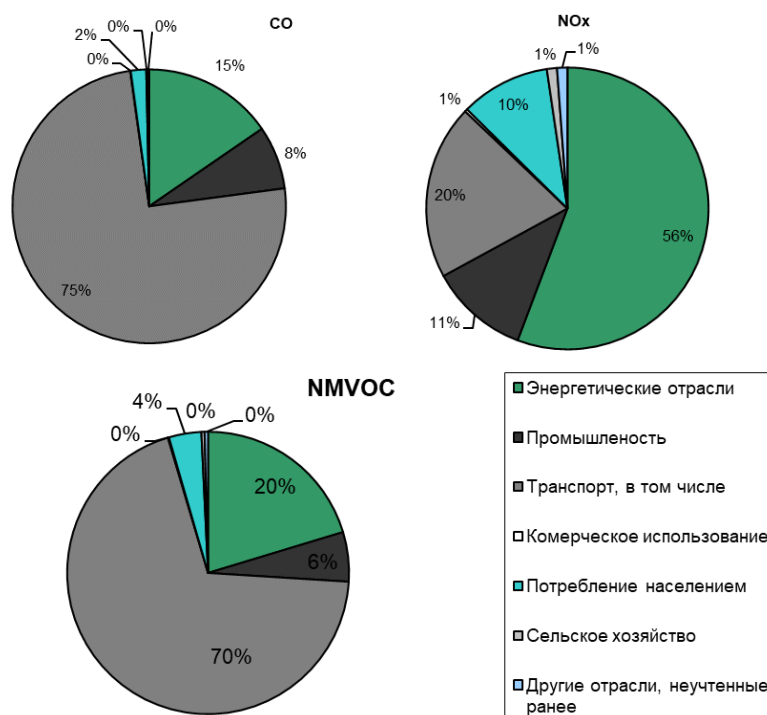 CO
0%
0%
2%
0%
15%
8%
75%
NOx
1%
1%
1%
10%
20%
56%
11%
NMVOC
4%
0%
0%
0%
20%
6%
70%
Энергетические отрасли
Промышленость
Транспорт, в том числе
Комерческое использование
Потребление населением
Сельское хозяйство
Другие отрасли, неучтенные
ранее